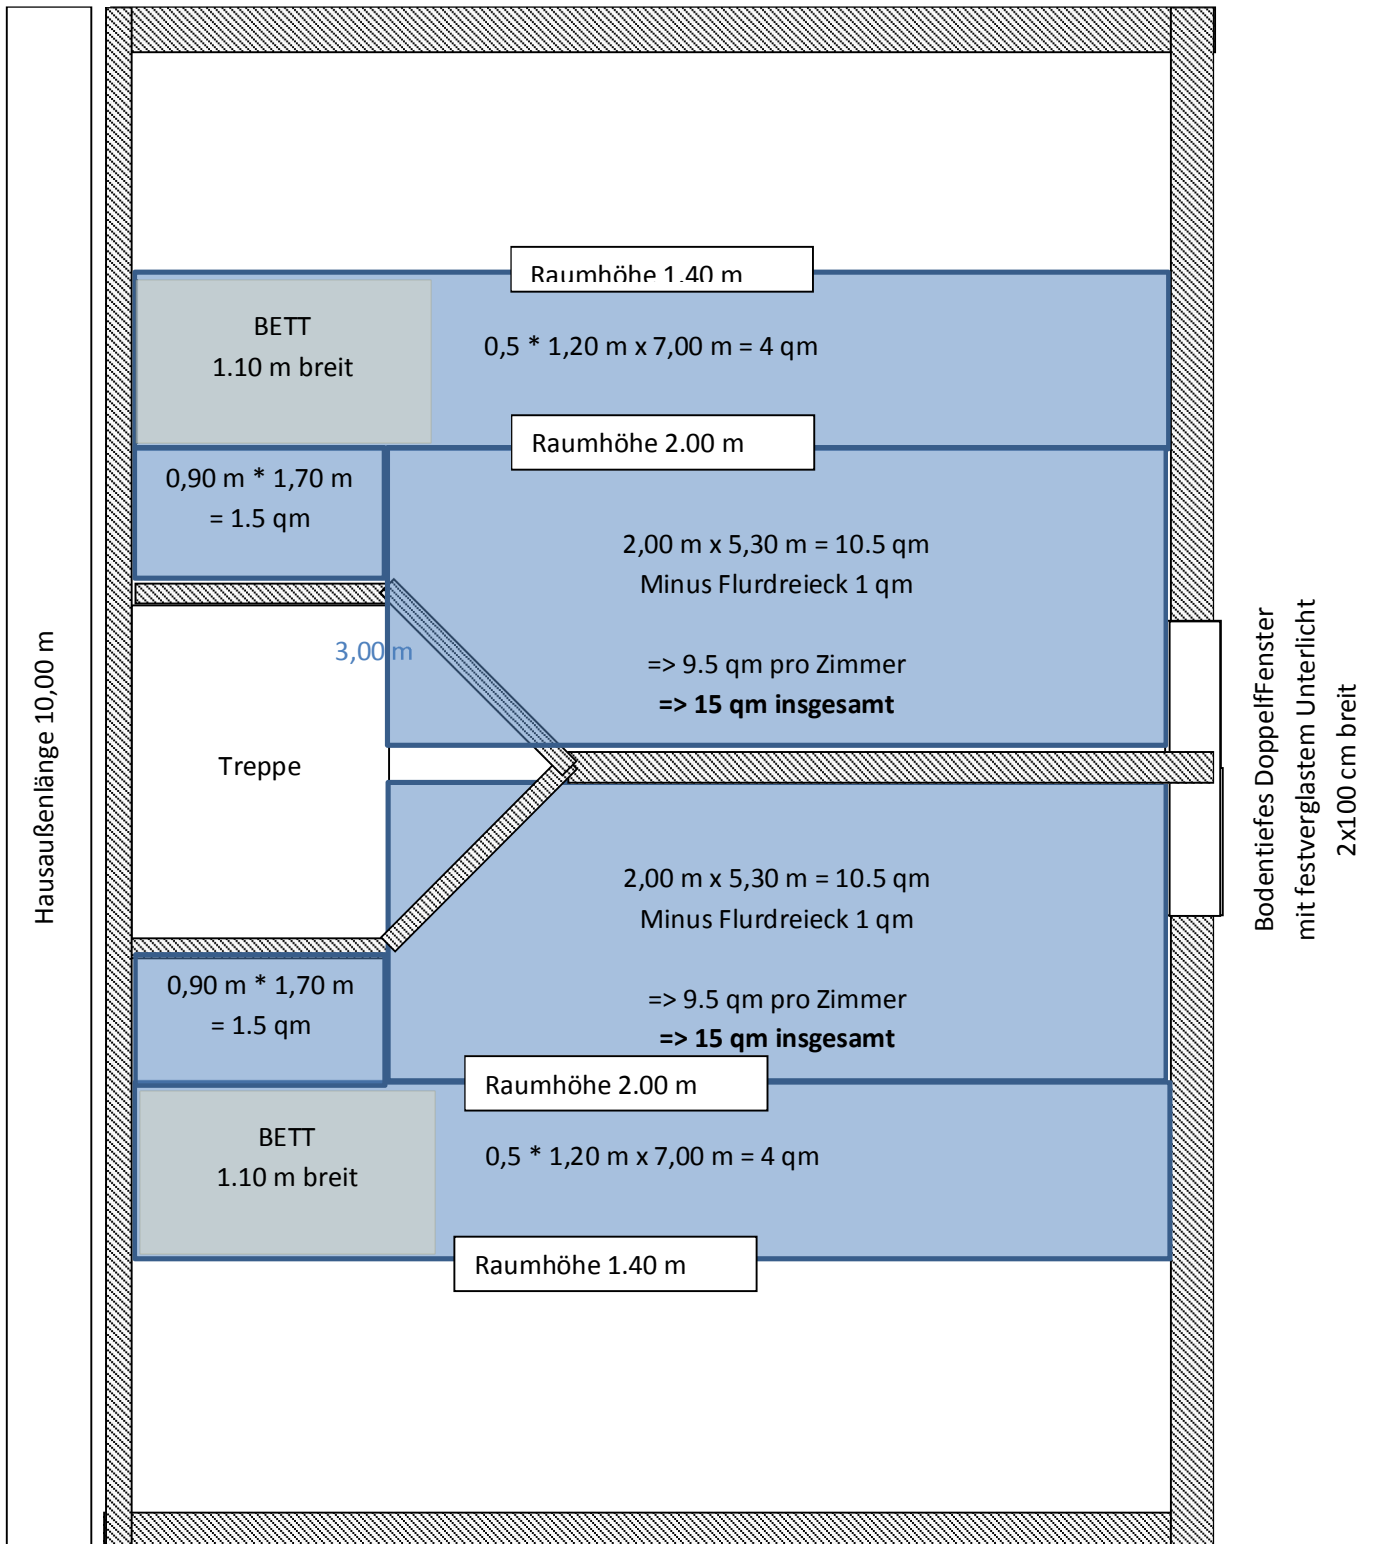 Raumhöhe 1.40 m
BETT
1.10 m breit
0,5 * 1,20 m x 7,00 m = 4 qm
Raumhöhe 2.00 m
0,90 m * 1,70 m
= 1.5 qm
2,00 m x 5,30 m = 10.5 qm
Minus Flurdreieck 1 qm
=> 9.5 qm pro Zimmer
=> 15 qm insgesamt
3,00 m
Treppe
Hausaußenlänge 10,00 m
Bodentiefes DoppelfFenster
mit festverglastem Unterlicht
2x100 cm breit
2,00 m x 5,30 m = 10.5 qm
Minus Flurdreieck 1 qm
=> 9.5 qm pro Zimmer
=> 15 qm insgesamt
0,90 m * 1,70 m
= 1.5 qm
Raumhöhe 2.00 m
BETT
1.10 m breit
0,5 * 1,20 m x 7,00 m = 4 qm
Raumhöhe 1.40 m